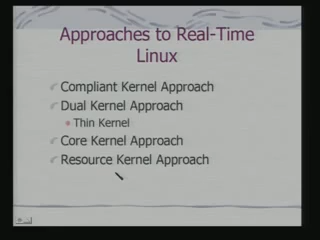 Approaches to Real-Time
Linux
Compliant Kernel Approach
Dual Kernel Approach
Thin Kernel
Core Kernel Approach
Resource Kernel Approach